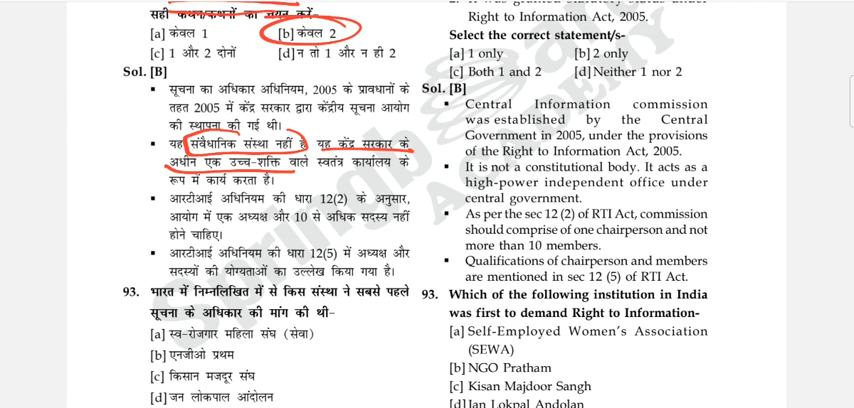 सही कथन/कथनों का चयन करें-
[a] केवल 1 [b] केवल 2
[c] 1 और 2 दोनों [d] न तो 1 और न ही 2
Sol. [B]
▪ सूचना का अधिकार अधिनियम, 2005 के प्रावधानों के
तहत 2005 में केंद्र सरकार द्वारा केंद्रीय सूचना आयोग
की स्थापना की गई थी।
▪ यह संवैधानिक संस्था नहीं है यह केंद्र सरकार के
अधीन एक उच्च-शक्ति वाले स्वतंत्र कार्यालय के
रूप में कार्य करता है।
▪ आरटीआई अधिनियम की धारा 12(2) के अनुसार,
आयोग में एक अध्यक्ष और 10 से अधिक सदस्य नहीं
होने चाहिए।
▪ आरटीआई अधिनियम की धारा 12(5) में अध्यक्ष और
सदस्यों की योग्यताओं का उल्लेख किया गया है।
93. भारत में निम्नलिखित में से किस संस्था ने सबसे पहले
सूचना के अधिकार की मांग की थी-
[a] स्व-रोजगार महिला संघ (सेवा)
[b] एनजीओ प्रथम
[c] किसान मजदूर संघ
[d] जन लोकपाल आंदोलन
2. It was granted statutory status under
Right to Information Act, 2005.
Select the correct statement/s-
[a] 1 only [b] 2 only
[c] Both 1 and 2 [d] Neither 1 nor 2
Sol. [B]
▪ Central Information commission
was established by the Central
Government in 2005, under the provisions
of the Right to Information Act, 2005.
▪ It is not a constitutional body. It acts as a
high-power independent office under
central government.
▪ As per the sec 12 (2) of RTI Act, commission
should comprise of one chairperson and not
more than 10 members.
▪ Qualifications of chairperson and members
are mentioned in sec 12 (5) of RTI Act.
93. Which of the following institution in India
was first to demand Right to Information-
[a] Self-Employed Women's Association
(SEWA)
[b] NGO Pratham
[c] Kisan Majdoor Sangh
[d] Jan Lokpal Andolan
Springboard ACADEMY